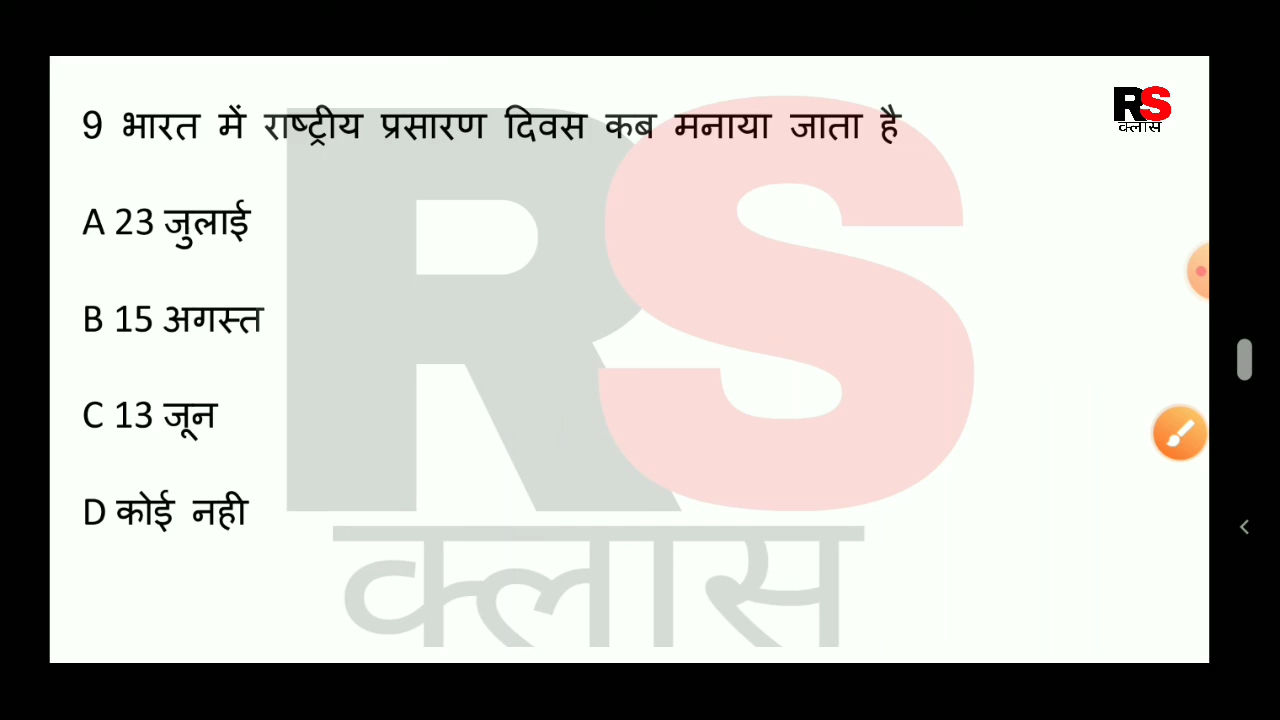 9 भारत में राष्ट्रीय प्रसारण दिवस कब मनाया जाता है
RS
क्लास
A 23 जुलाई
B 15 अगस्त
C 13 जून
D कोई नही
RS
क्लास